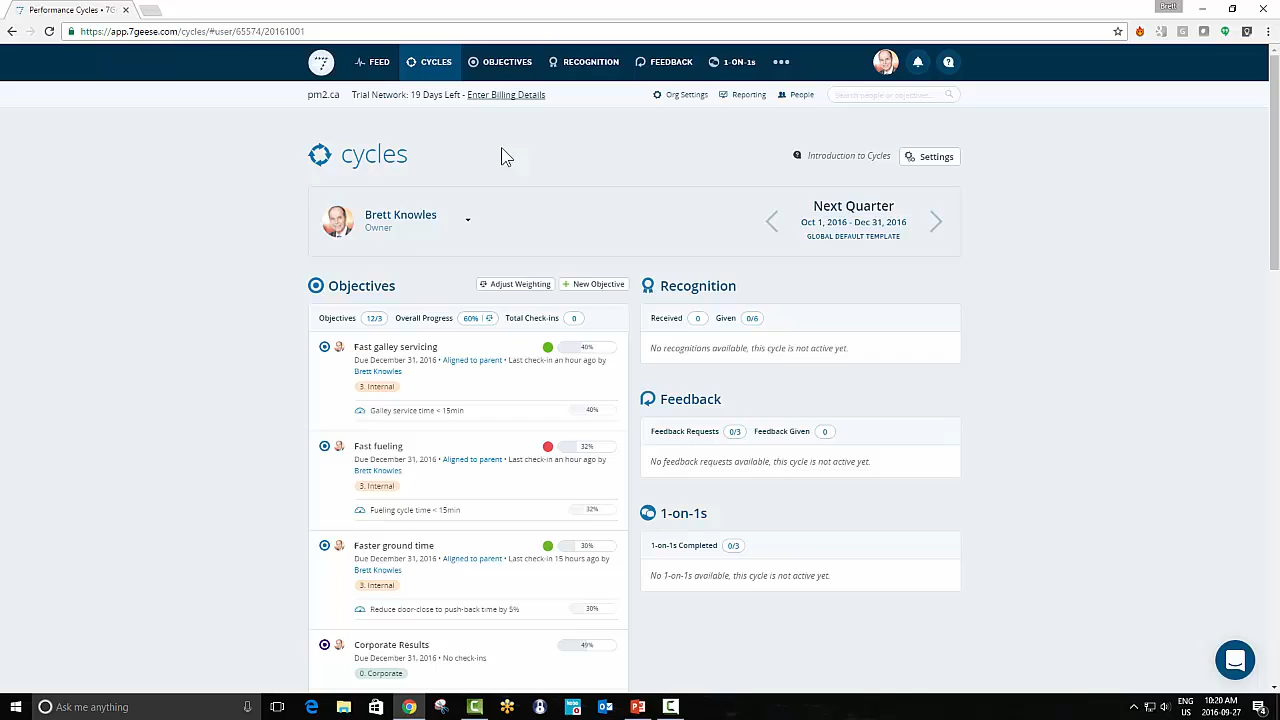 Performance Cycles • 7G
Brett
https://app.7geese.com/cycles/#user/65574/20161001
7
FEED
CYCLES
OBJECTIVES
RECOGNITION
FEEDBACK
1-ON-1s
pm2.ca
Trial Network: 19 Days Left - Enter Billing Details
Org Settings
Reporting
People
Search people or objectives...
cycles
Introduction to Cycles
Settings
Brett Knowles
Owner
Next Quarter
Oct 1, 2016 - Dec 31, 2016
GLOBAL DEFAULT TEMPLATE
Objectives
Adjust Weighting
New Objective
Objectives 12/3 Overall Progress 60% Total Check-ins 0
Fast galley servicing
40%
Due December 31, 2016 • Aligned to parent • Last check-in an hour ago by
Brett Knowles
3. Internal
Galley service time < 15min
40%
Fast fueling
32%
Due December 31, 2016 • Aligned to parent • Last check-in an hour ago by
Brett Knowles
3. Internal
Fueling cycle time < 15min
32%
Faster ground time
30%
Due December 31, 2016 • Aligned to parent • Last check-in 15 hours ago by
Brett Knowles
3. Internal
Reduce door-close to push-back time by 5%
30%
Corporate Results
49%
Due December 31, 2016 • No check-ins
0. Corporate
Recognition
Received 0 Given 0/6
No recognitions available, this cycle is not active yet.
Feedback
Feedback Requests 0/3 Feedback Given 0
No feedback requests available, this cycle is not active yet.
1-on-1s
1-on-1s Completed 0/3
No 1-on-1s available, this cycle is not active yet.
Ask me anything
ENG
US
10:20 AM
2016-09-27